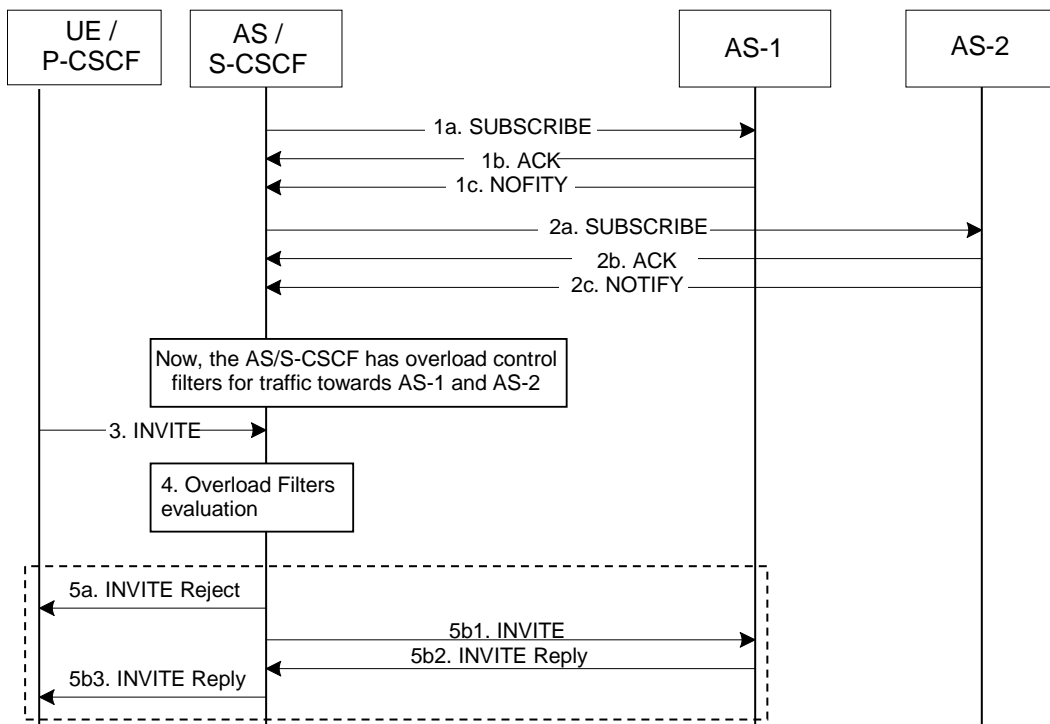 UE /
P-CSCF
AS /
S-CSCF
AS-1
AS-2
1a. SUBSCRIBE
1b. ACK
1c. NOFITY
2a. SUBSCRIBE
2b. ACK
2c. NOTIFY
Now, the AS/S-CSCF has overload control
filters for traffic towards AS-1 and AS-2
3. INVITE
4. Overload Filters
evaluation
5a. INVITE Reject
5b1. INVITE
5b2. INVITE Reply
5b3. INVITE Reply